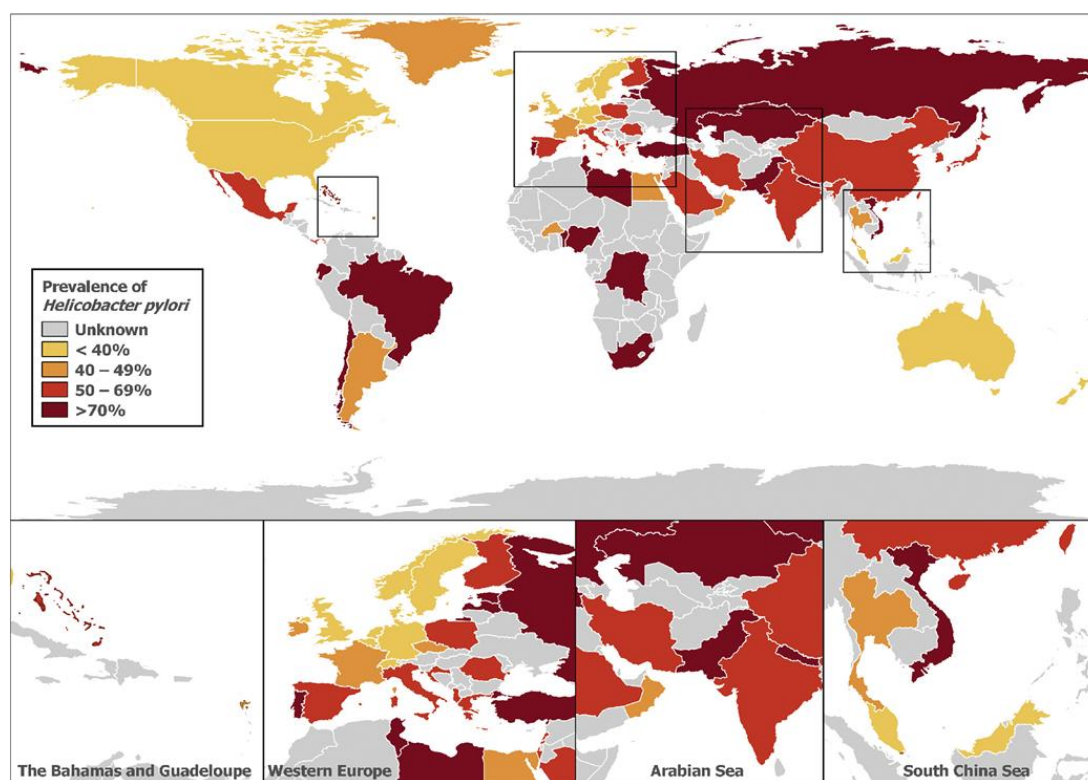 Prevalence of
Helicobacter pylori
Unknown
< 40%
40 – 49%
50 – 69%
>70%
The Bahamas and Guadeloupe
Western Europe
Arabian Sea
South China Sea